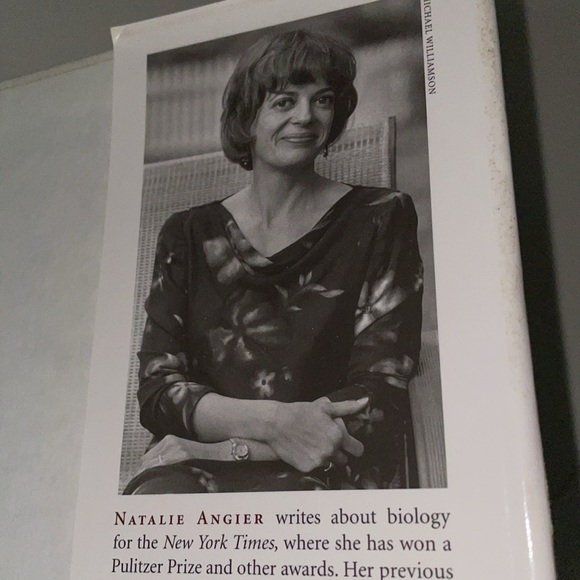 MICHAEL WILLIAMSON
NATALIE ANGIER writes about biology
for the New York Times, where she has won a
Pulitzer Prize and other awards. Her previous